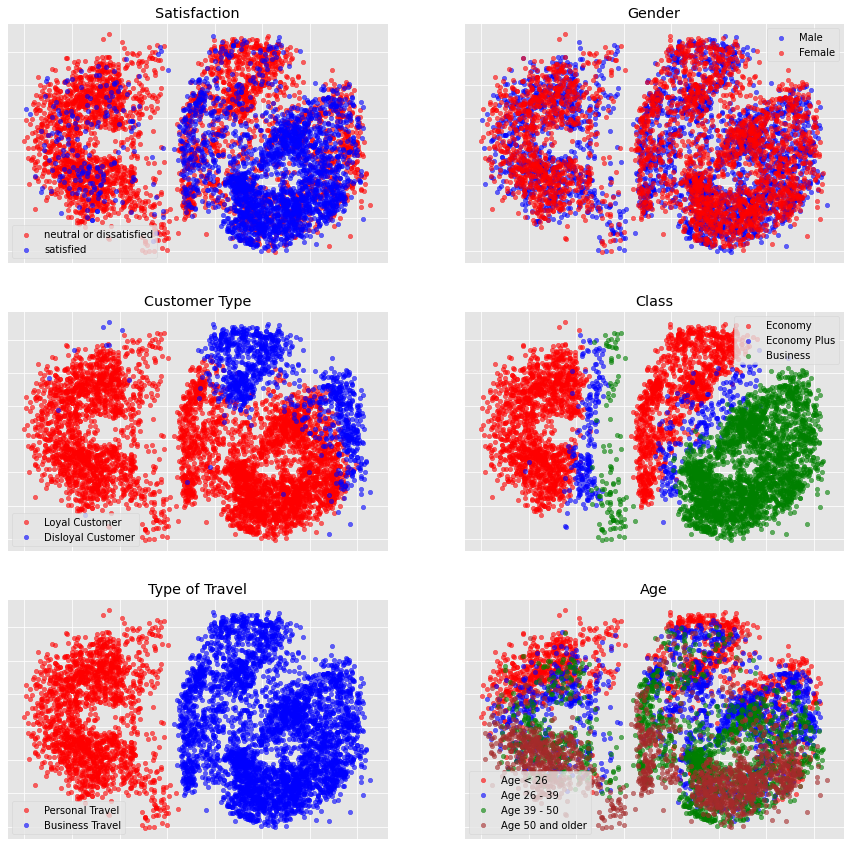 Satisfaction
neutral or dissatisfied
satisfied
Gender
Male
Female
Customer Type
Loyal Customer
Disloyal Customer
Class
Economy
Economy Plus
Business
Type of Travel
Personal Travel
Business Travel
Age
Age < 26
Age 26 - 39
Age 39 - 50
Age 50 and older